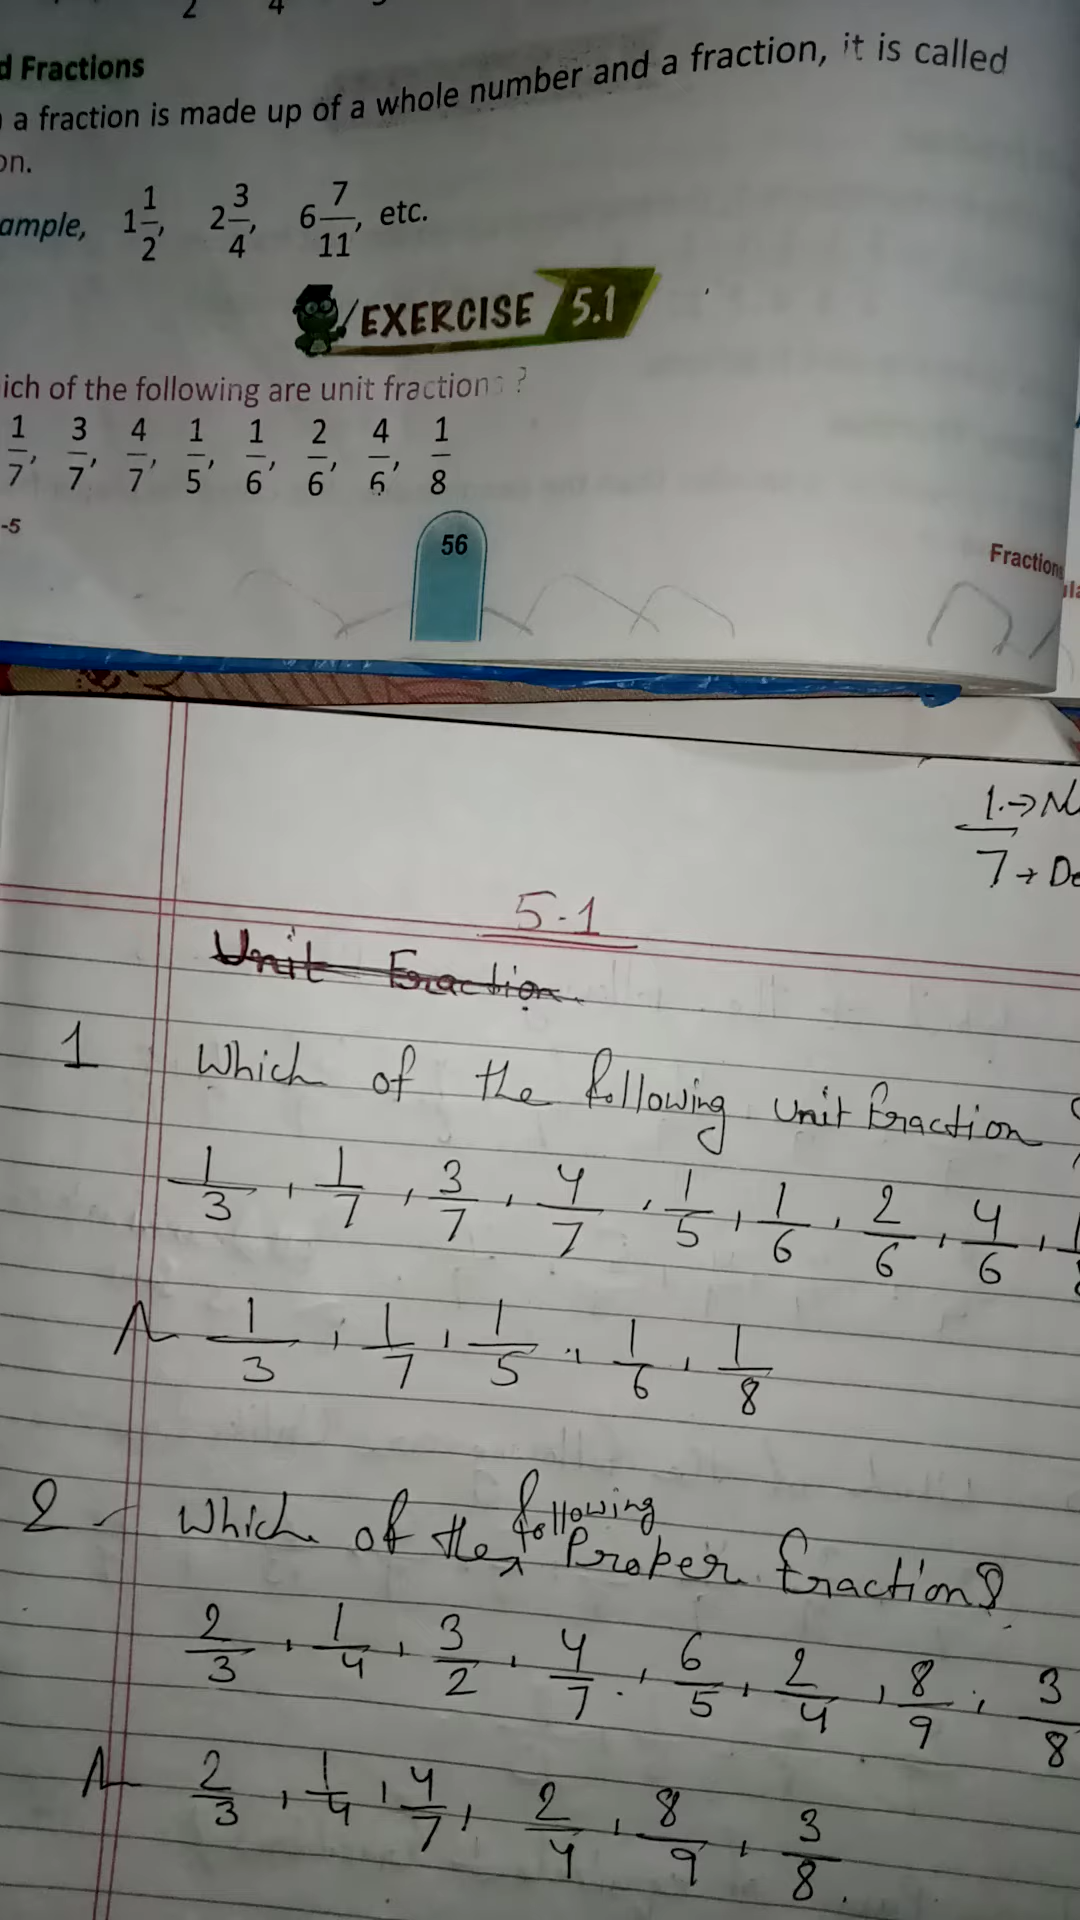 2 4
d Fractions
a fraction is made up of a whole number and a fraction, it is called
on.
ample, 1 1/2, 2 3/4, 6 7/11, etc.
EXERCISE 5.1
ich of the following are unit fractions ?
1/7, 3/7, 4/7, 1/5, 1/6, 2/6, 4/6, 1/8
-5
56
Fractions
1 → N
7 → De
5.1
Unit Fraction
1 Which of the following unit fraction
1/3, 1/7, 3/7, 4/7, 1/5, 1/6, 2/6, 4/6,
1/3, 1/7, 1/5, 1/6, 1/8
2 Which of the following Proper fraction?
2/3, 1/4, 3/2, 4/7, 6/5, 2/4, 8/9, 3/8
2/3, 1/4, 4/7, 2/4, 8/9, 3/8.